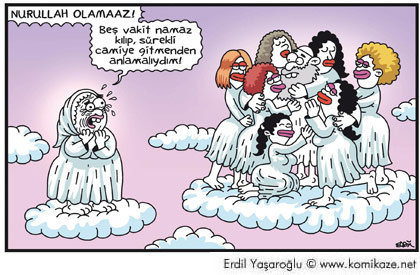 NURULLAH OLAMAAZ!
Beş vakit namaz
kılıp, sürekli
camiye gitmenden
anlamalıydım!
Erdil Yaşaroğlu © www.komikaze.net